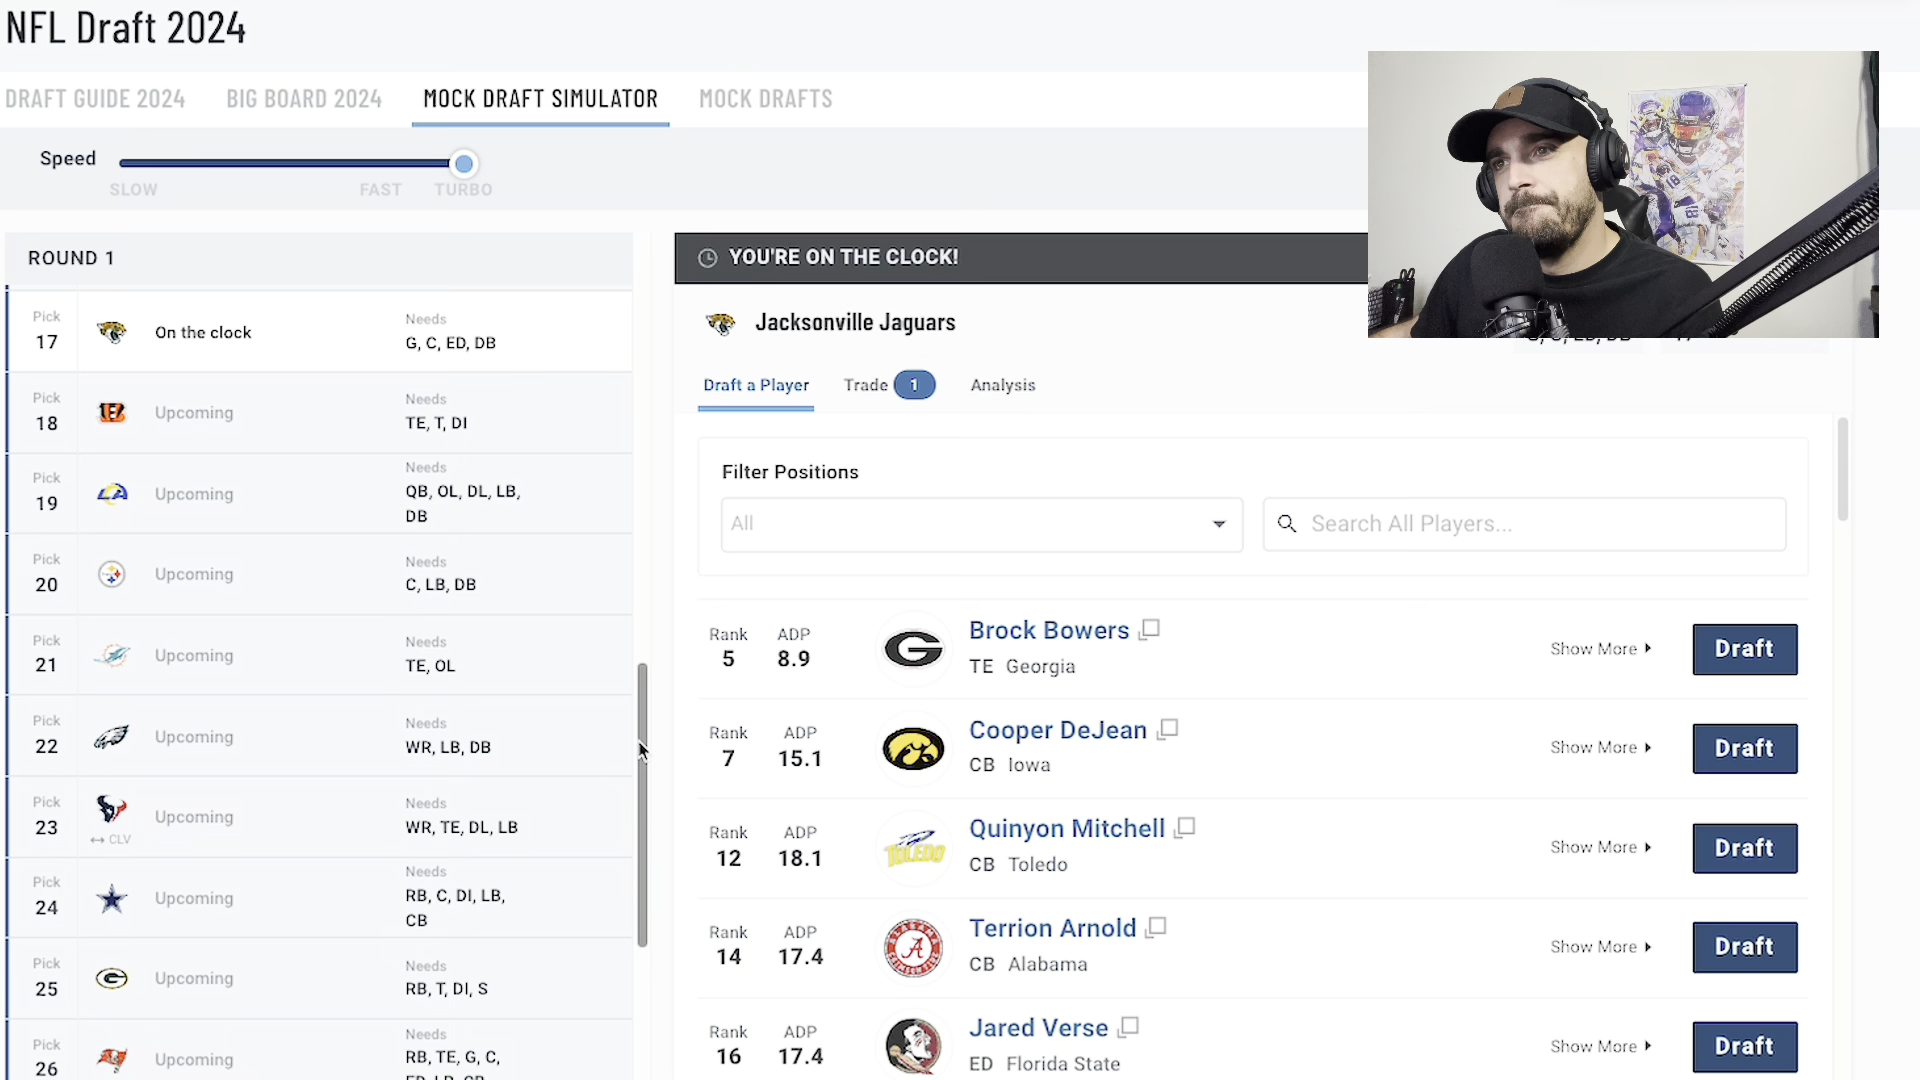 NFL Draft 2024
DRAFT GUIDE 2024 BIG BOARD 2024 MOCK DRAFT SIMULATOR MOCK DRAFTS
Speed
SLOW FAST TURBO
ROUND 1
Pick 17 On the clock Needs G, C, ED, DB
Pick 18 Upcoming Needs TE, T, DI
Pick 19 Upcoming Needs QB, OL, DL, LB,
DB
Pick 20 Upcoming Needs C, LB, DB
Pick 21 Upcoming Needs TE, OL
Pick 22 Upcoming Needs WR, LB, DB
Pick 23 Upcoming Needs WR, TE, DL, LB
CLV
Pick 24 Upcoming Needs RB, C, DI, LB,
CB
Pick 25 Upcoming Needs RB, T, DI, S
Pick 26 Upcoming Needs RB, TE, G, C,
YOU'RE ON THE CLOCK!
Jacksonville Jaguars
Draft a Player Trade 1 Analysis
Filter Positions
All Search All Players...
Rank 5 ADP 8.9 G Brock Bowers Show More Draft
TE Georgia
Rank 7 ADP 15.1 Cooper DeJean Show More Draft
CB Iowa
Rank 12 ADP 18.1 TOLEDO Quinyon Mitchell Show More Draft
CB Toledo
Rank 14 ADP 17.4 A Terrion Arnold Show More Draft
CB Alabama
Rank 16 ADP 17.4 Jared Verse Show More Draft
ED Florida State